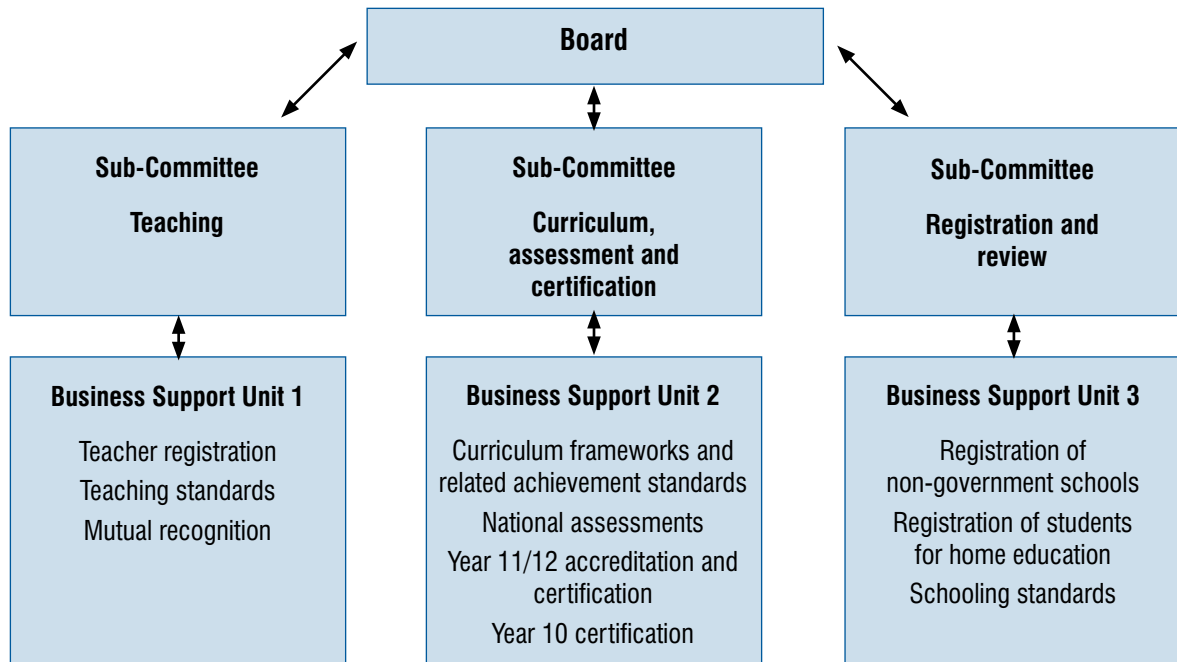 Board
Sub-Committee
Teaching
Sub-Committee
Curriculum,
assessment and
certification
Sub-Committee
Registration and
review
Business Support Unit 1
Teacher registration
Teaching standards
Mutual recognition
Business Support Unit 2
Curriculum frameworks and
related achievement standards
National assessments
Year 11/12 accreditation and
certification
Year 10 certification
Business Support Unit 3
Registration of
non-government schools
Registration of students
for home education
Schooling standards